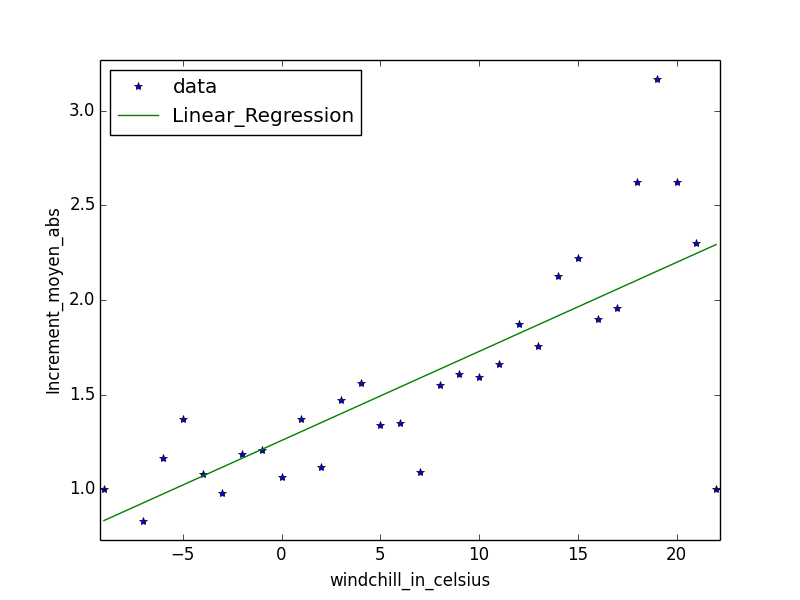 data
Linear_Regression
3.0
2.5
2.0
1.5
1.0
Increment_moyen_abs
−5 0 5 10 15 20
windchill_in_celsius